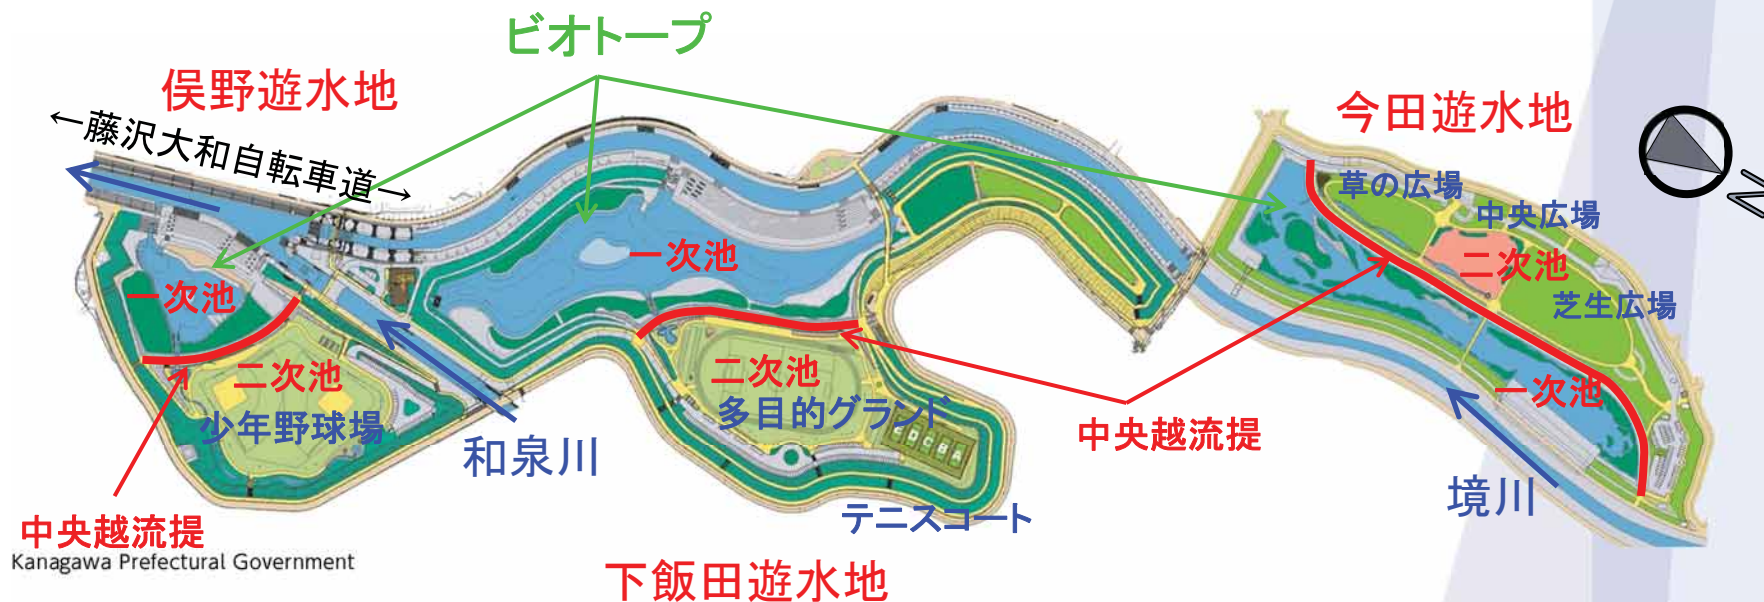 ビオトープ
俣野遊水地
←藤沢大和自転車道→
今田遊水地
草の広場
中央広場
二次池
芝生広場
一次池
一次池
一次池
二次池
少年野球場
二次池
多目的グランド
E D C B A
中央越流提
和泉川
境川
テニスコート
中央越流提
Kanagawa Prefectural Government
下飯田遊水地
N